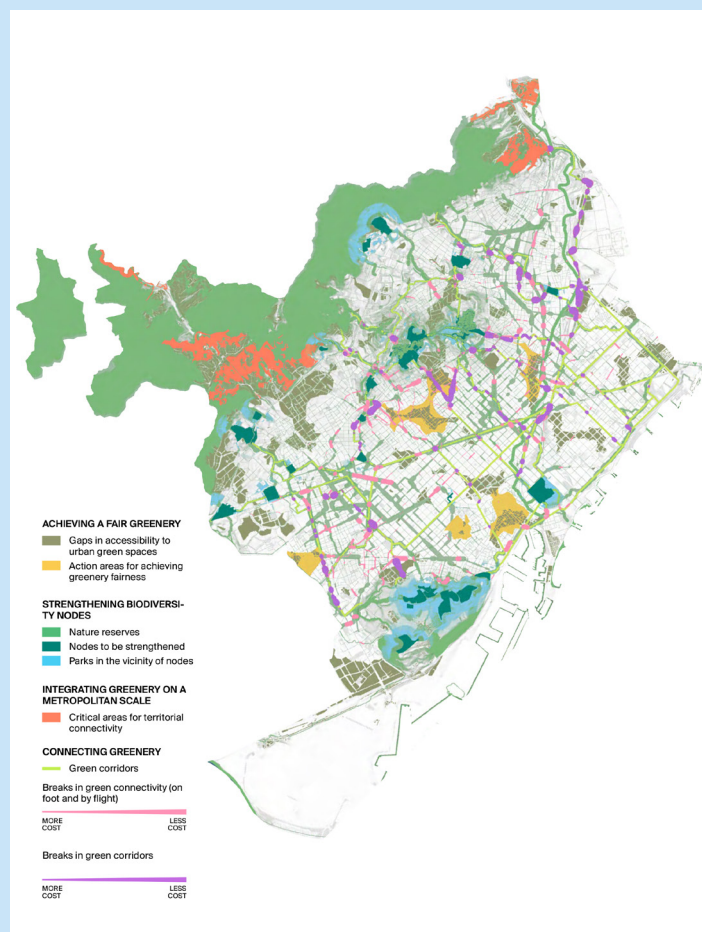 ACHIEVING A FAIR GREENERY
Gaps in accessibility to
urban green spaces
Action areas for achieving
greenery fairness
STRENGTHENING BIODIVERSI-
TY NODES
Nature reserves
Nodes to be strengthened
Parks in the vicinity of nodes
INTEGRATING GREENERY ON A
METROPOLITAN SCALE
Critical areas for territorial
connectivity
CONNECTING GREENERY
Green corridors
Breaks in green connectivity (on
foot and by flight)
MORE LESS
COST COST
Breaks in green corridors
MORE LESS
COST COST